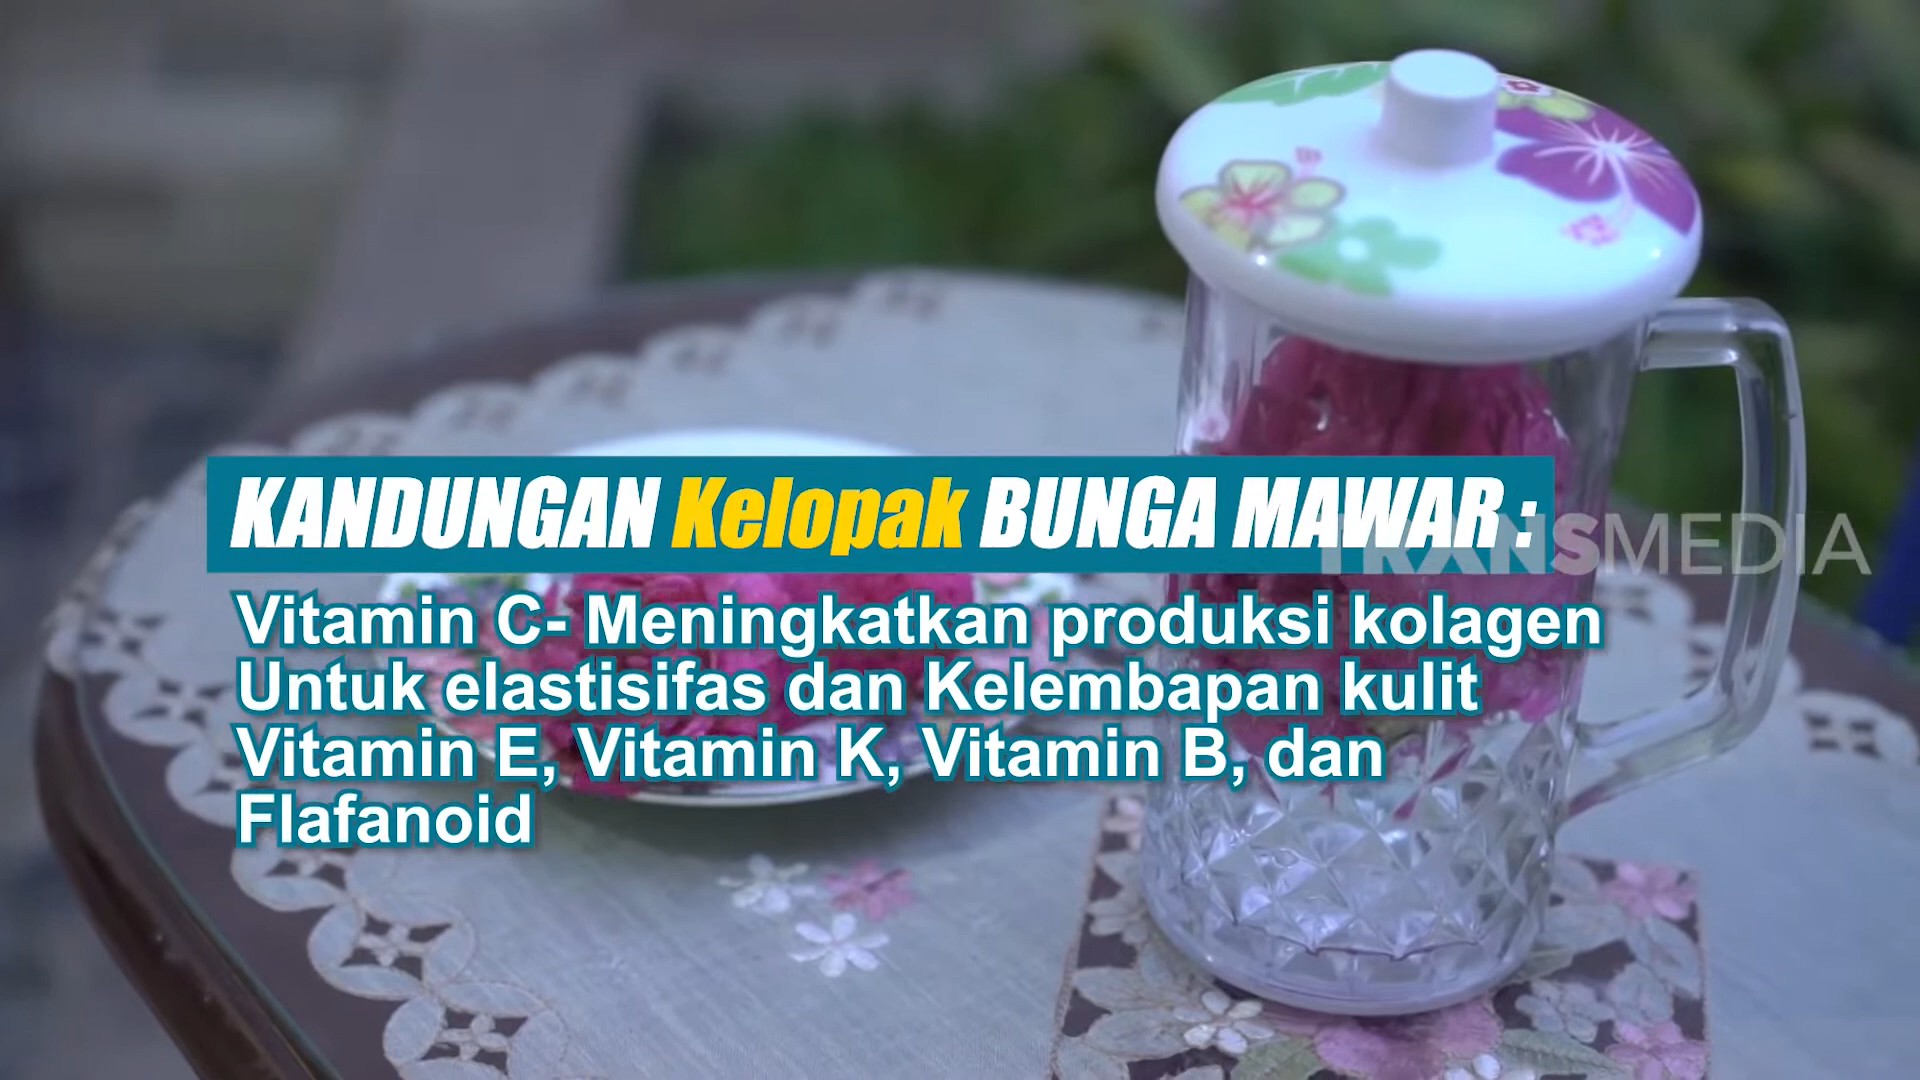 KANDUNGAN Kelopak BUNGA MAWAR :
TRANSMEDIA
Vitamin C- Meningkatkan produksi kolagen
Untuk elastisifas dan Kelembapan kulit
Vitamin E, Vitamin K, Vitamin B, dan
Flafanoid